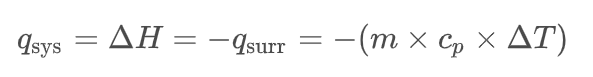 q_sys = ΔH = −q_surr = −(m × c_p × ΔT)